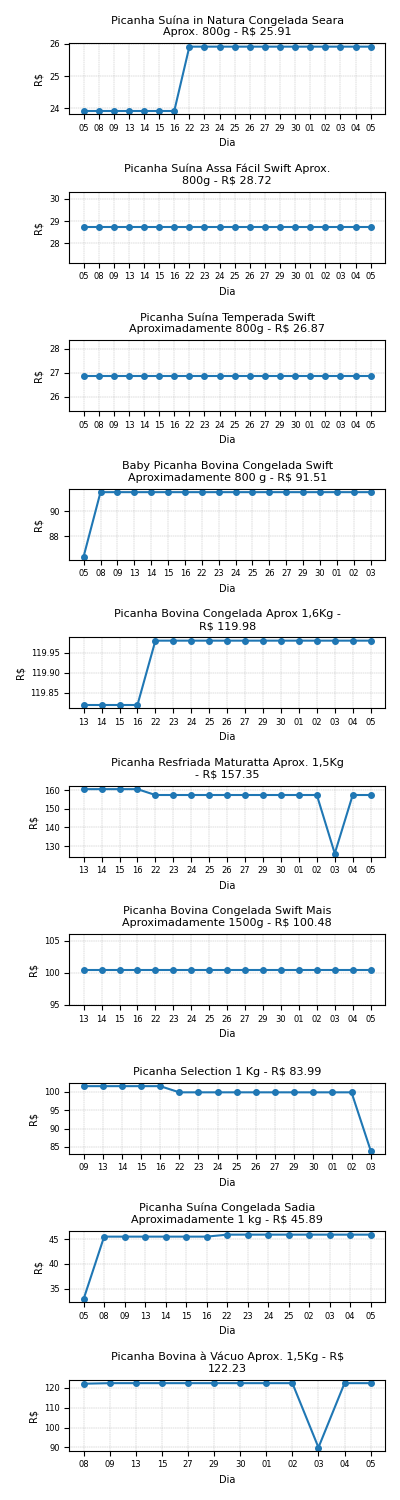 Picanha Suína in Natura Congelada Seara
Aprox. 800g - R$ 25.91
26
25
24
R$
05 08 09 13 14 15 16 22 23 24 25 26 27 29 30 01 02 03 04 05
Dia
Picanha Suína Assa Fácil Swift Aprox.
800g - R$ 28.72
30
29
28
R$
05 08 09 13 14 15 16 22 23 24 25 26 27 29 30 01 02 03 04 05
Dia
Picanha Suína Temperada Swift
Aproximadamente 800g - R$ 26.87
28
27
26
R$
05 08 09 13 14 15 16 22 23 24 25 26 27 29 30 01 02 03 04 05
Dia
Baby Picanha Bovina Congelada Swift
Aproximadamente 800 g - R$ 91.51
90
88
R$
05 08 09 13 14 15 16 22 23 24 25 26 27 29 30 01 02 03
Dia
Picanha Bovina Congelada Aprox 1,6Kg -
R$ 119.98
119.95
119.90
119.85
R$
13 14 15 16 22 23 24 25 26 27 29 30 01 02 03 04 05
Dia
Picanha Resfriada Maturatta Aprox. 1,5Kg
- R$ 157.35
160
150
140
130
R$
13 14 15 16 22 23 24 25 26 27 29 30 01 02 03 04 05
Dia
Picanha Bovina Congelada Swift Mais
Aproximadamente 1500g - R$ 100.48
105
100
95
R$
13 14 15 16 22 23 24 25 26 27 29 30 01 02 03 04 05
Dia
Picanha Selection 1 Kg - R$ 83.99
100
95
90
85
R$
09 13 14 15 16 22 23 24 25 26 27 29 30 01 02 03
Dia
Picanha Suína Congelada Sadia
Aproximadamente 1 kg - R$ 45.89
45
40
35
R$
05 08 09 13 14 15 16 22 23 24 25 02 03 04 05
Dia
Picanha Bovina à Vácuo Aprox. 1,5Kg - R$
122.23
120
110
100
90
R$
08 09 13 15 27 29 30 01 02 03 04 05
Dia